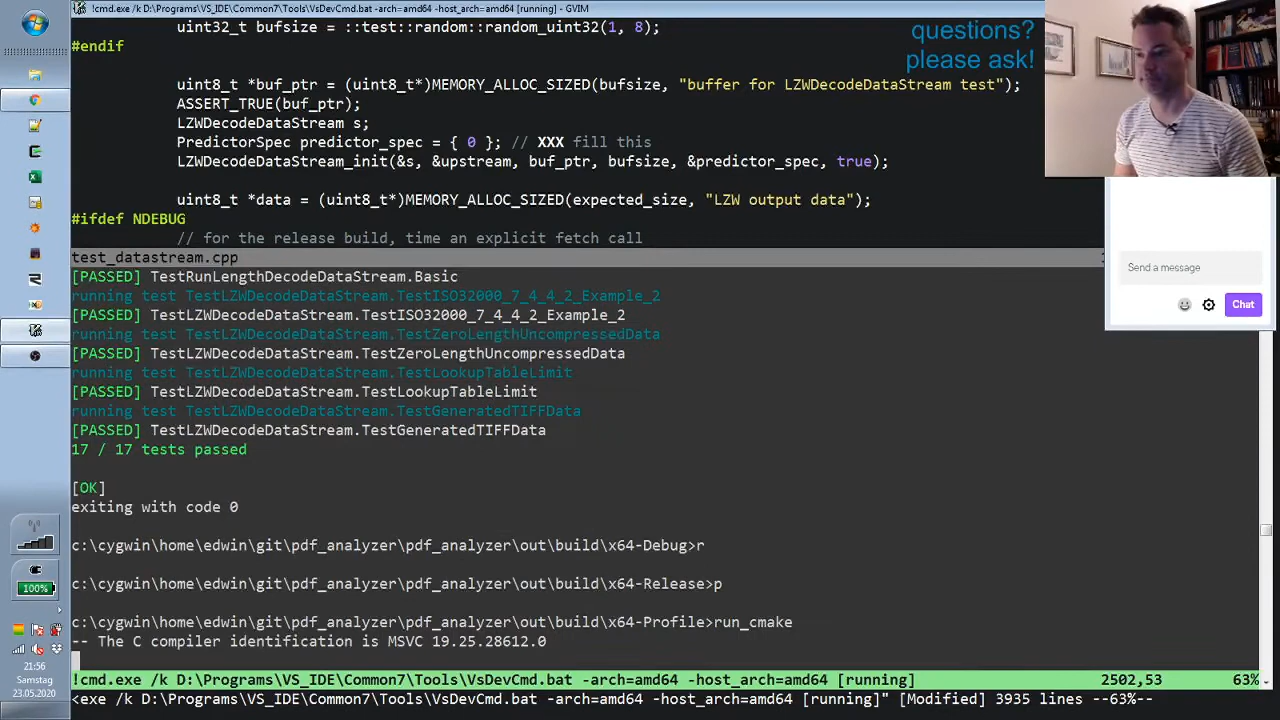 !cmd.exe /k D:\Programs\VS_IDE\Common7\Tools\VsDevCmd.bat -arch=amd64 -host_arch=amd64 [running] - GVIM
uint32_t bufsize = ::test::random::random_uint32(1, 8);
#endif
questions?
please ask!
uint8_t *buf_ptr = (uint8_t*)MEMORY_ALLOC_SIZED(bufsize, "buffer for LZWDecodeDataStream test");
ASSERT_TRUE(buf_ptr);
LZWDecodeDataStream s;
PredictorSpec predictor_spec = { 0 }; // XXX fill this
LZWDecodeDataStream_init(&s, &upstream, buf_ptr, bufsize, &predictor_spec, true);
uint8_t *data = (uint8_t*)MEMORY_ALLOC_SIZED(expected_size, "LZW output data");
#ifdef NDEBUG
// for the release build, time an explicit fetch call
test_datastream.cpp
[PASSED] TestRunLengthDecodeDataStream.Basic
running test TestLZWDecodeDataStream.TestISO32000_7_4_4_2_Example_2
[PASSED] TestLZWDecodeDataStream.TestISO32000_7_4_4_2_Example_2
running test TestLZWDecodeDataStream.TestZeroLengthUncompressedData
[PASSED] TestLZWDecodeDataStream.TestZeroLengthUncompressedData
running test TestLZWDecodeDataStream.TestLookupTableLimit
[PASSED] TestLZWDecodeDataStream.TestLookupTableLimit
running test TestLZWDecodeDataStream.TestGeneratedTIFFData
[PASSED] TestLZWDecodeDataStream.TestGeneratedTIFFData
17 / 17 tests passed
[OK]
exiting with code 0
c:\cygwin\home\edwin\git\pdf_analyzer\pdf_analyzer\out\build\x64-Debug>r
c:\cygwin\home\edwin\git\pdf_analyzer\pdf_analyzer\out\build\x64-Release>p
c:\cygwin\home\edwin\git\pdf_analyzer\pdf_analyzer\out\build\x64-Profile>run_cmake
-- The C compiler identification is MSVC 19.25.28612.0
!cmd.exe /k D:\Programs\VS_IDE\Common7\Tools\VsDevCmd.bat -arch=amd64 -host_arch=amd64 [running] 2502,53 63%
<exe /k D:\Programs\VS_IDE\Common7\Tools\VsDevCmd.bat -arch=amd64 -host_arch=amd64 [running]" [Modified] 3935 lines --63%--
Send a message
Chat
100%
21:56
Samstag
23.05.2020